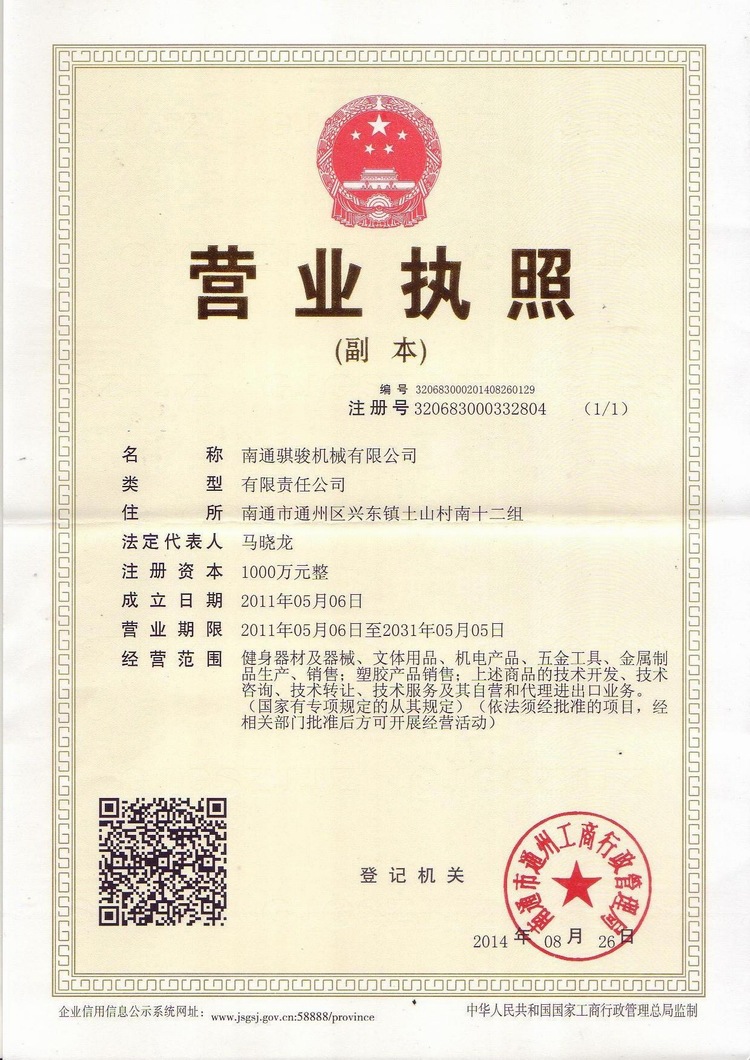 营业执照
(副 本)
编 号 320683000201408260129
注册号 320683000332804 （1/1）
名 称 南通骐骏机械有限公司
类 型 有限责任公司
住 所 南通市通州区兴东镇土山村南十二组
法定代表人 马晓龙
注册资本 1000万元整
成立日期 2011年05月06日
营业期限 2011年05月06日至2031年05月05日
经营范围 健身器材及器械、文体用品、机电产品、五金工具、金属制
品生产、销售；塑胶产品销售；上述商品的技术开发、技术
咨询、技术转让、技术服务及其自营和代理进出口业务。
（国家有专项规定的从其规定）（依法须经批准的项目，经
相关部门批准后方可开展经营活动）
南通市通州工商行政管理局
登记机关
2014 年 08 月 26 日
企业信用信息公示系统网址： www.jsgsj.gov.cn:58888/province
中华人民共和国国家工商行政管理总局监制